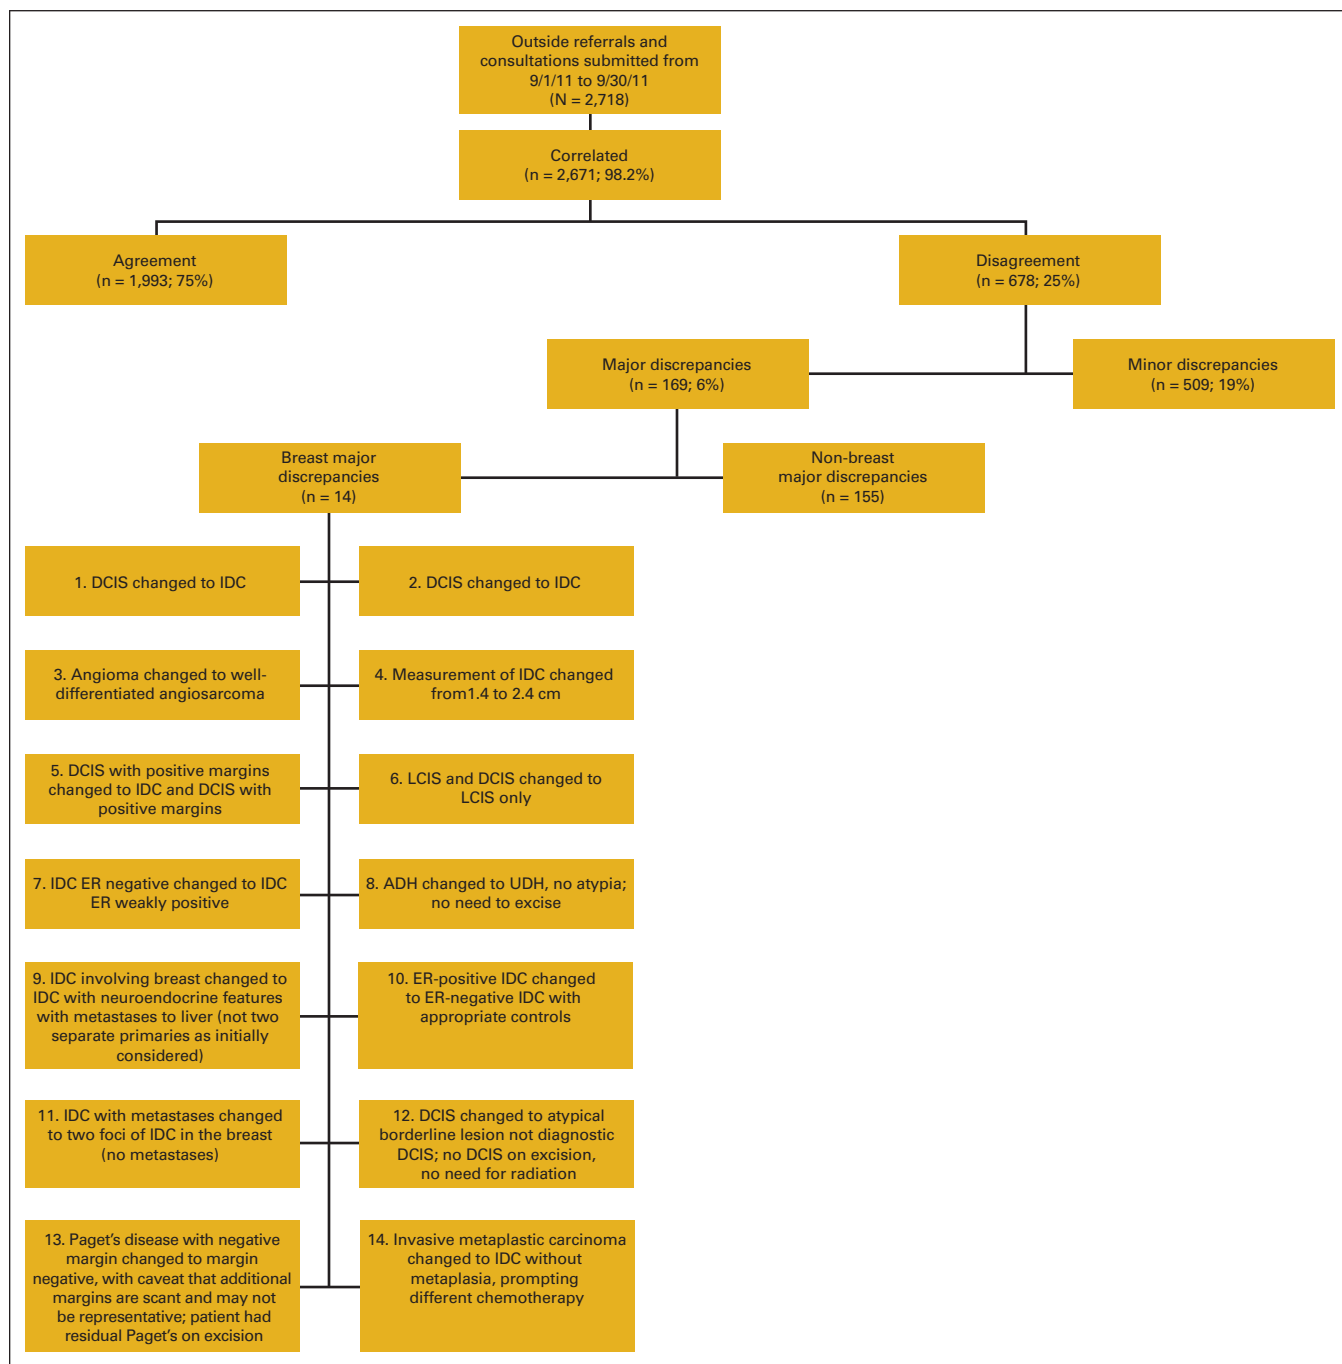 Outside referrals and
consultations submitted from
9/1/11 to 9/30/11
(N = 2,718)
Correlated
(n = 2,671; 98.2%)
Agreement
(n = 1,993; 75%)
Disagreement
(n = 678; 25%)
Major discrepancies
(n = 169; 6%)
Minor discrepancies
(n = 509; 19%)
Breast major
discrepancies
(n = 14)
Non-breast
major discrepancies
(n = 155)
1. DCIS changed to IDC
2. DCIS changed to IDC
3. Angioma changed to well-
differentiated angiosarcoma
4. Measurement of IDC changed
from1.4 to 2.4 cm
5. DCIS with positive margins
changed to IDC and DCIS with
positive margins
6. LCIS and DCIS changed to
LCIS only
7. IDC ER negative changed to IDC
ER weakly positive
8. ADH changed to UDH, no atypia;
no need to excise
9. IDC involving breast changed to
IDC with neuroendocrine features
with metastases to liver (not two
separate primaries as initially
considered)
10. ER-positive IDC changed
to ER-negative IDC with
appropriate controls
11. IDC with metastases changed
to two foci of IDC in the breast
(no metastases)
12. DCIS changed to atypical
borderline lesion not diagnostic
DCIS; no DCIS on excision,
no need for radiation
13. Paget's disease with negative
margin changed to margin
negative, with caveat that additional
margins are scant and may not
be representative; patient had
residual Paget's on excision
14. Invasive metaplastic carcinoma
changed to IDC without
metaplasia, prompting
different chemotherapy